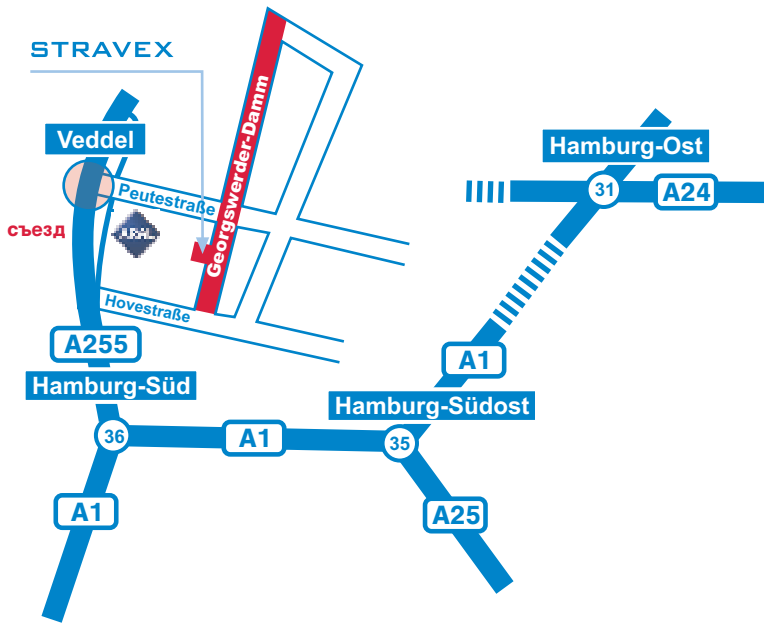 STRAVEX
Veddel
Georgswerder-Damm
Peutestraße
съезд
Hovestraße
A255
Hamburg-Süd
36
A1
A1
Hamburg-Ost
31
A24
A1
Hamburg-Südost
35
A25